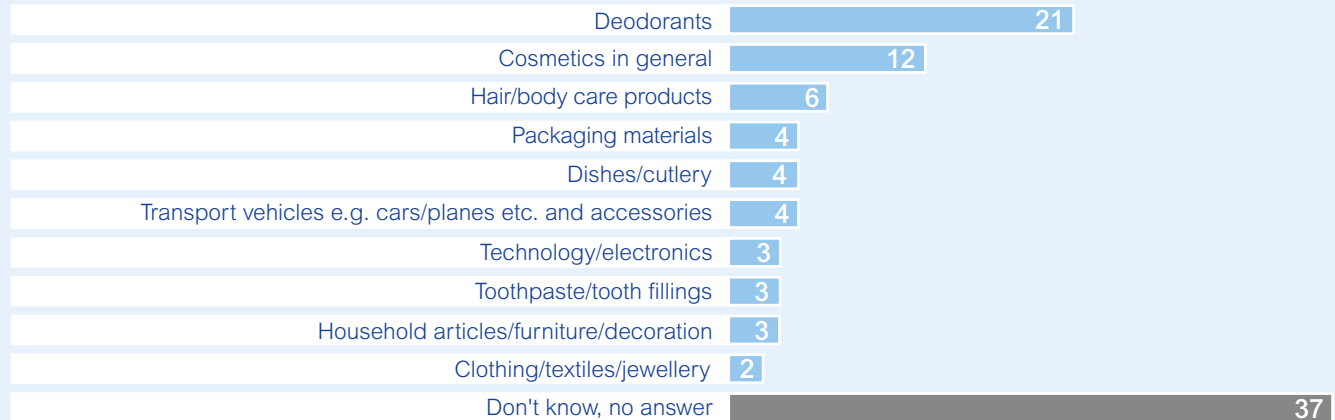 Deodorants 21
Cosmetics in general 12
Hair/body care products 6
Packaging materials 4
Dishes/cutlery 4
Transport vehicles e.g. cars/planes etc. and accessories 4
Technology/electronics 3
Toothpaste/tooth fillings 3
Household articles/furniture/decoration 3
Clothing/textiles/jewellery 2
Don't know, no answer 37